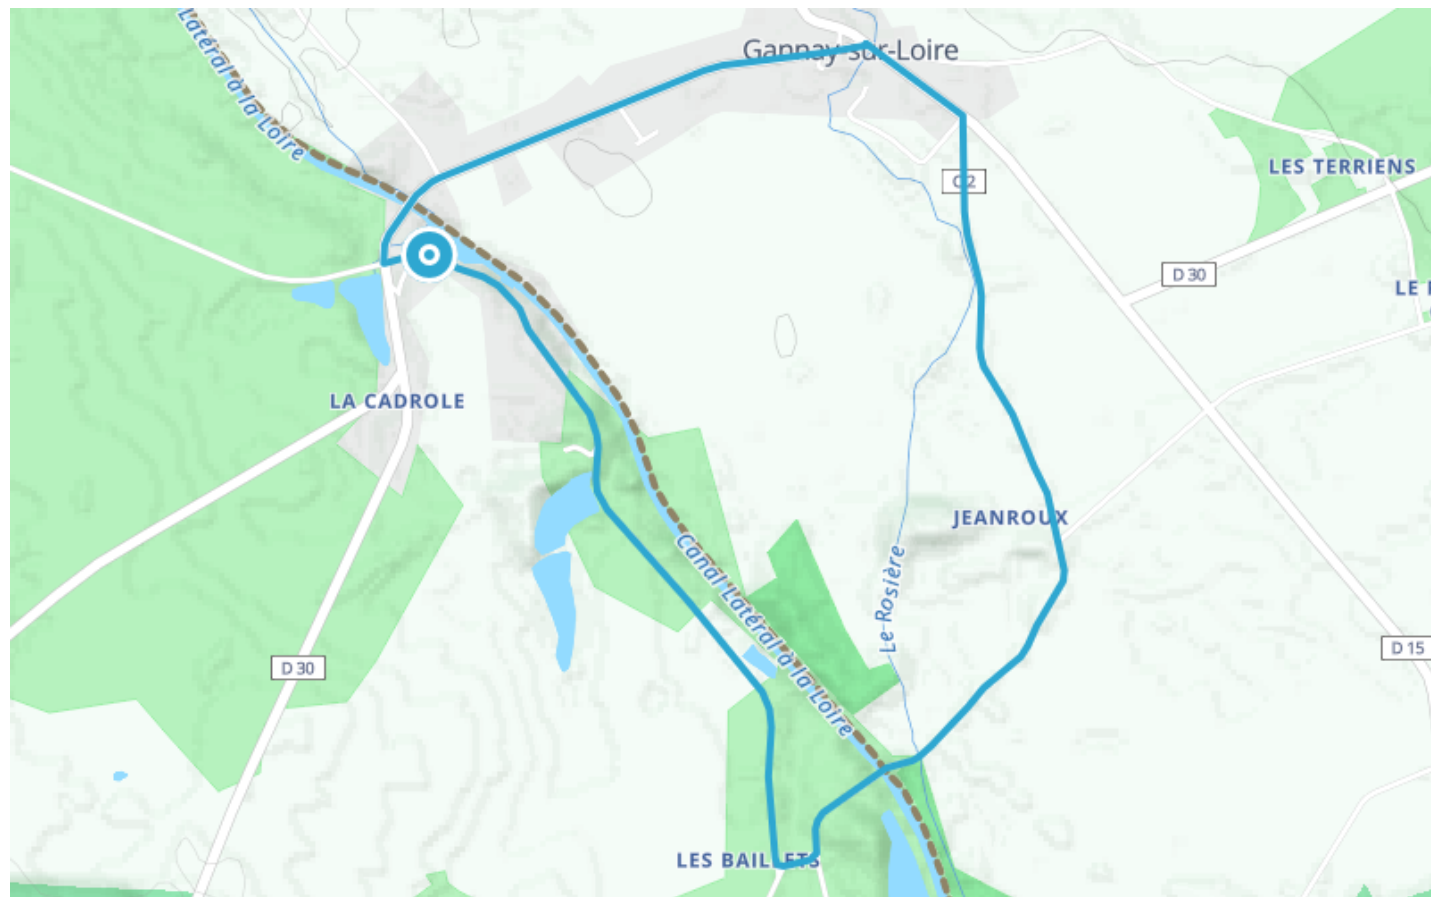 Latéral à la Loire
Gannay-sur-Loire
LES TERRIENS
C 2
D 30
LA CADROLE
JEANROUX
Canal Latéral à la Loire
Le Rosière
D 30
D 15
LES BAILLETS